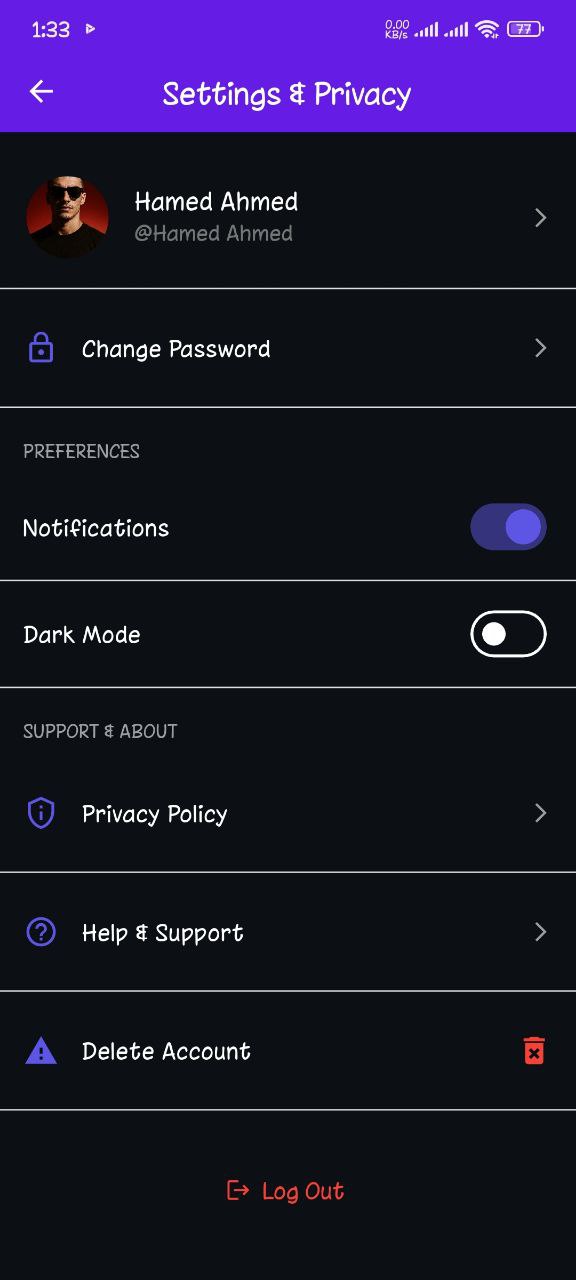 1:33
0.00
KB/s
77
Settings & Privacy
Hamed Ahmed
@Hamed Ahmed
Change Password
PREFERENCES
Notifications
Dark Mode
SUPPORT & ABOUT
Privacy Policy
Help & Support
Delete Account
Log Out